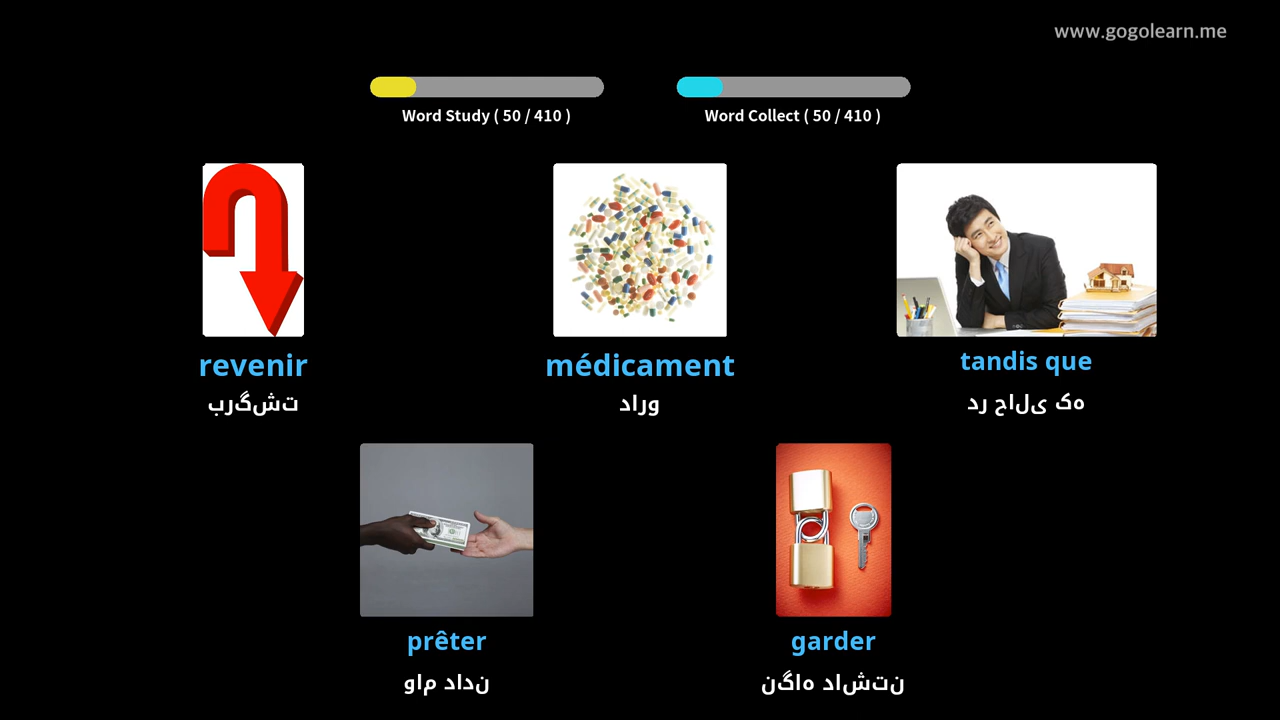 www.gogolearn.me
Word Study ( 50 / 410 )
Word Collect ( 50 / 410 )
revenir
برگشت
médicament
دارو
tandis que
در حالی که
prêter
وام دادن
garder
نگاه داشتن